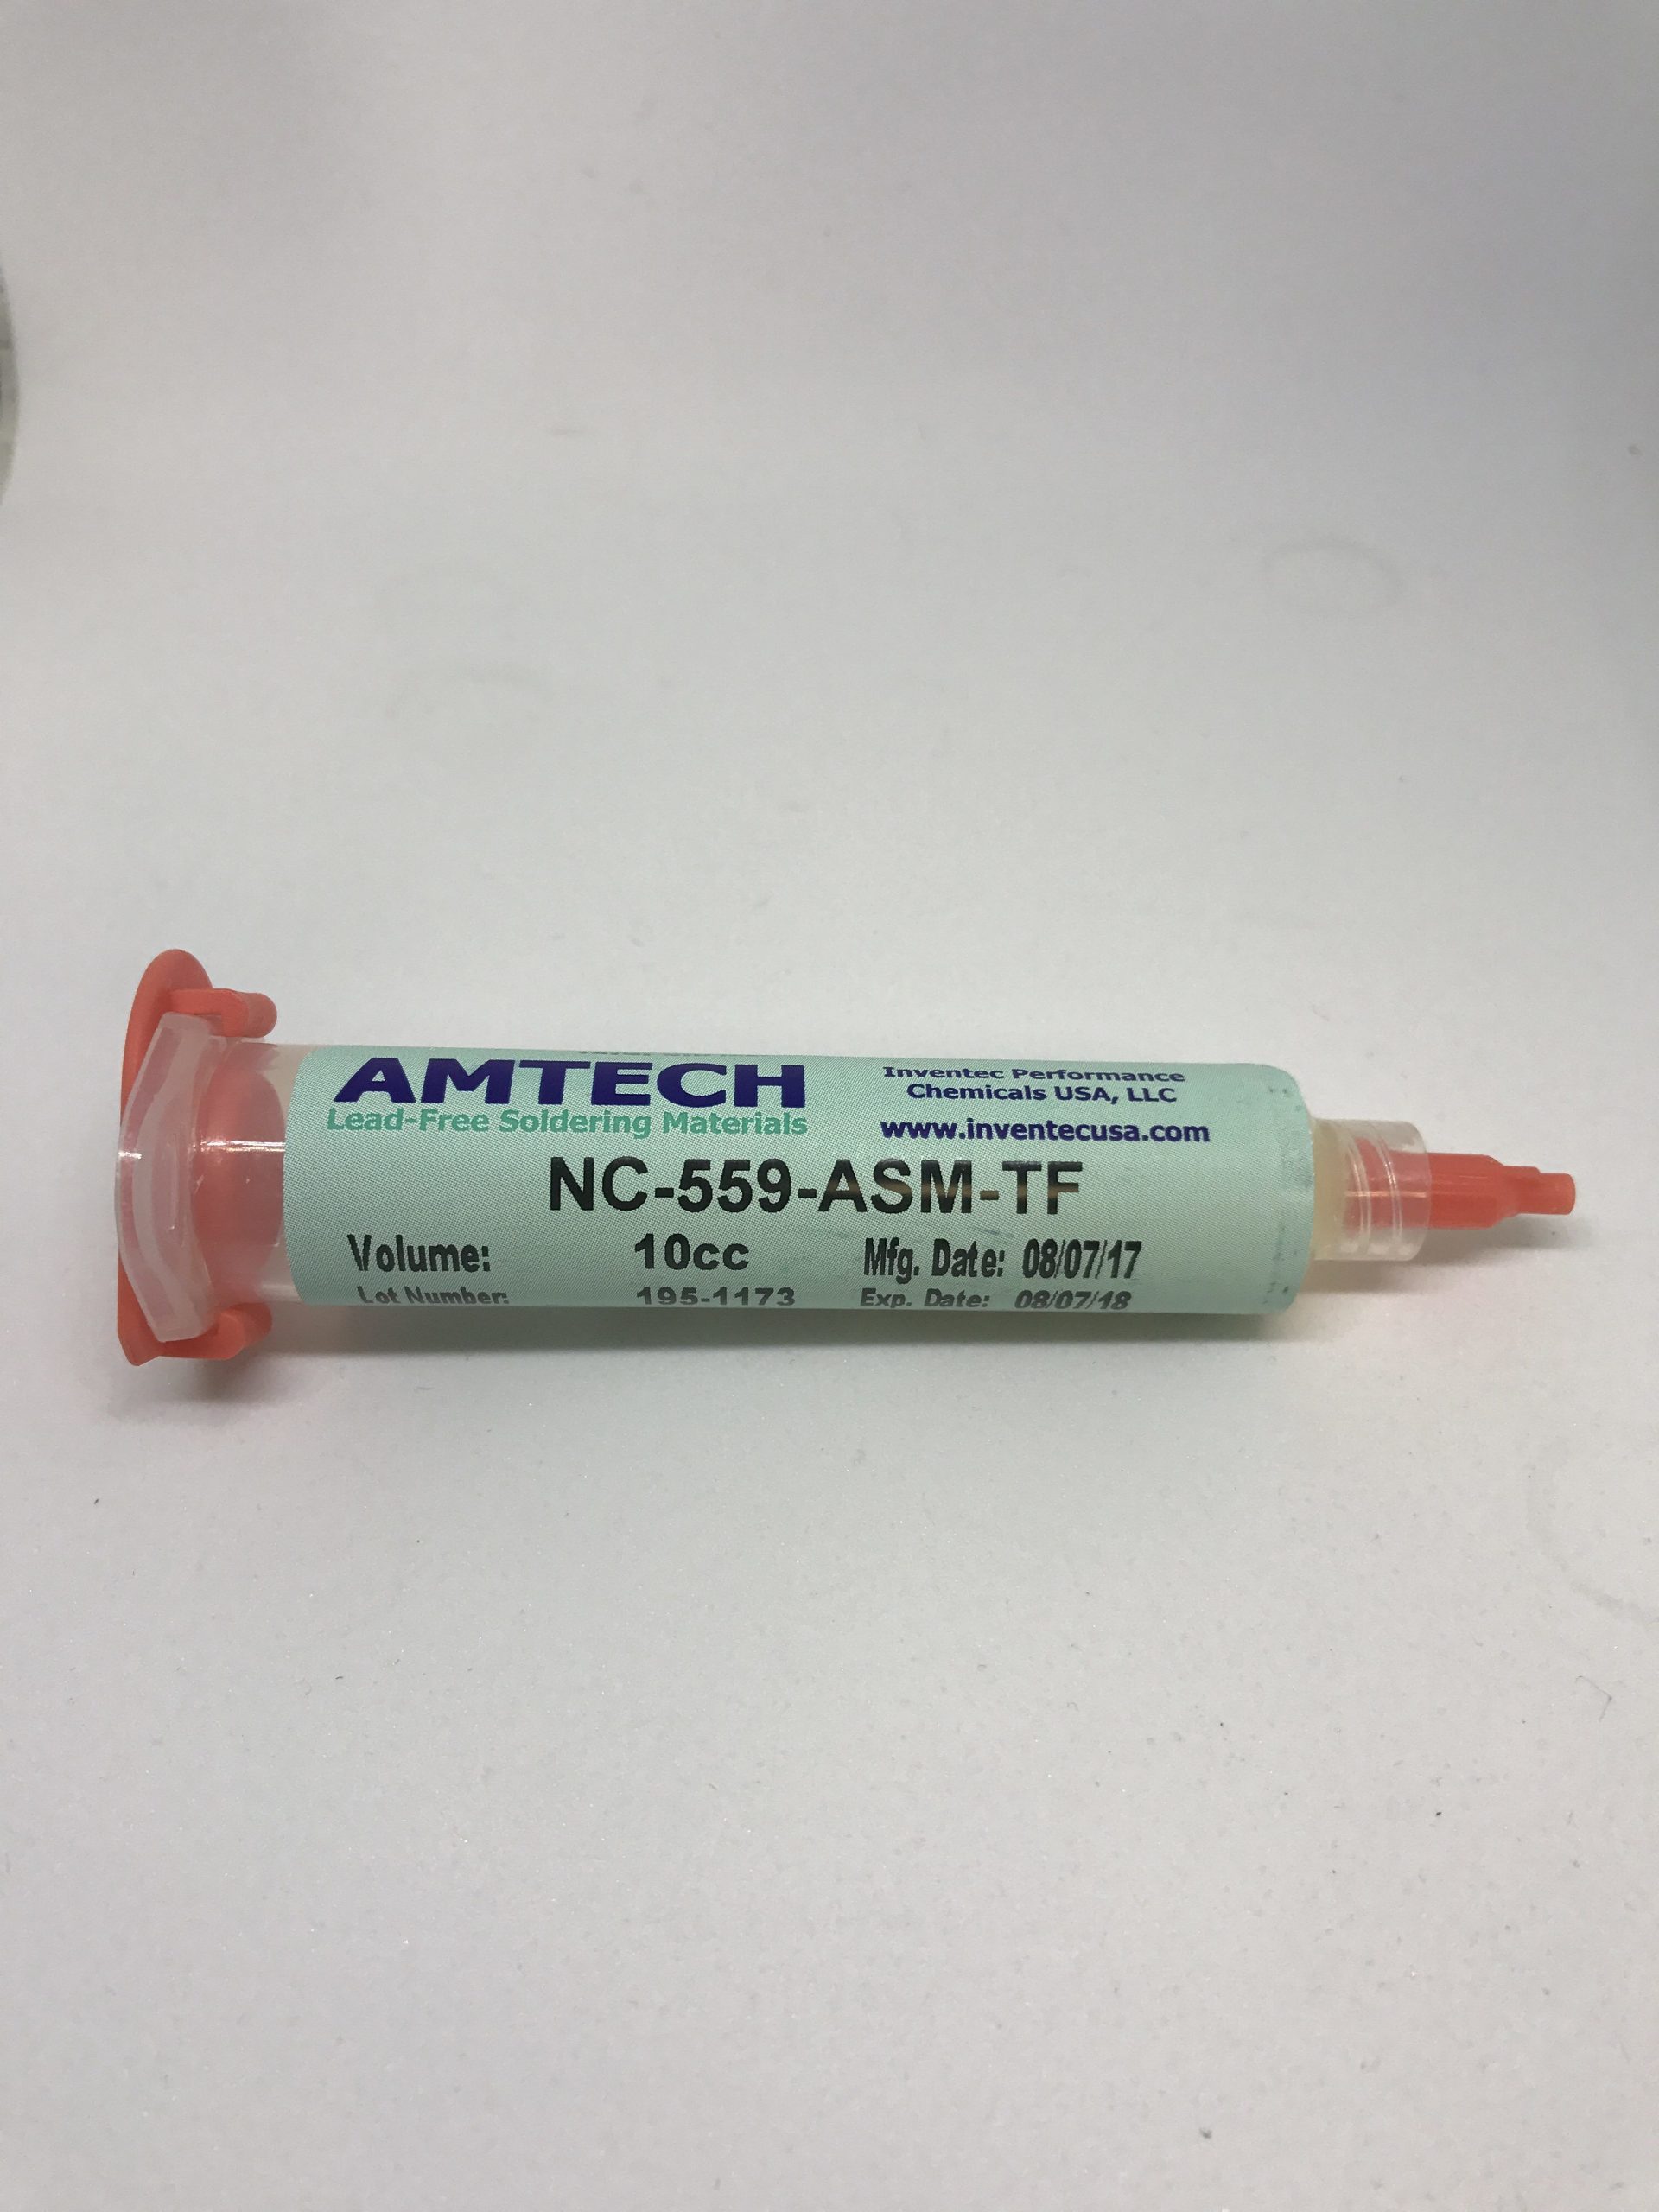 AMTECH
Lead-Free Soldering Materials
Inventec Performance
Chemicals USA, LLC
www.inventecusa.com
NC-559-ASM-TF
Volume: 10cc Mfg. Date: 08/07/17
Lot Number: 195-1173 Exp. Date: 08/07/18